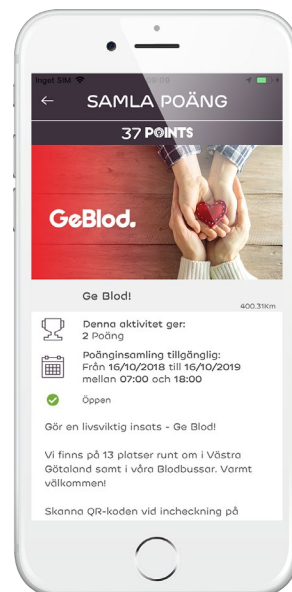 Inget SIM
SAMLA POÄNG
37 POINTS
GeBlod.
Ge Blod!
400.31Km
Denna aktivitet ger:
2 Poäng
Poänginsamling tillgänglig:
Från 16/10/2018 till 16/10/2019
mellan 07:00 och 18:00
Öppen
Gör en livsviktig insats - Ge Blod!
Vi finns på 13 platser runt om i Västra
Götaland samt i våra Blodbussar. Varmt
välkommen!
Skanna QR-koden vid incheckning på